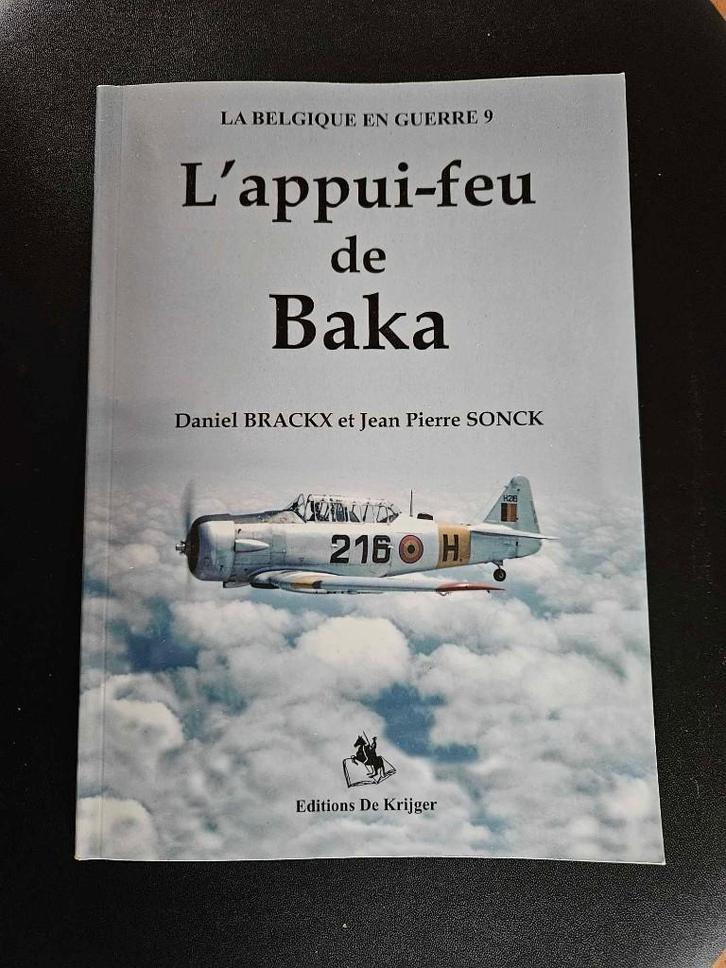 LA BELGIQUE EN GUERRE 9
L'appui-feu
de
Baka
Daniel BRACKX et Jean Pierre SONCK
H216
216 H
Editions De Krijger